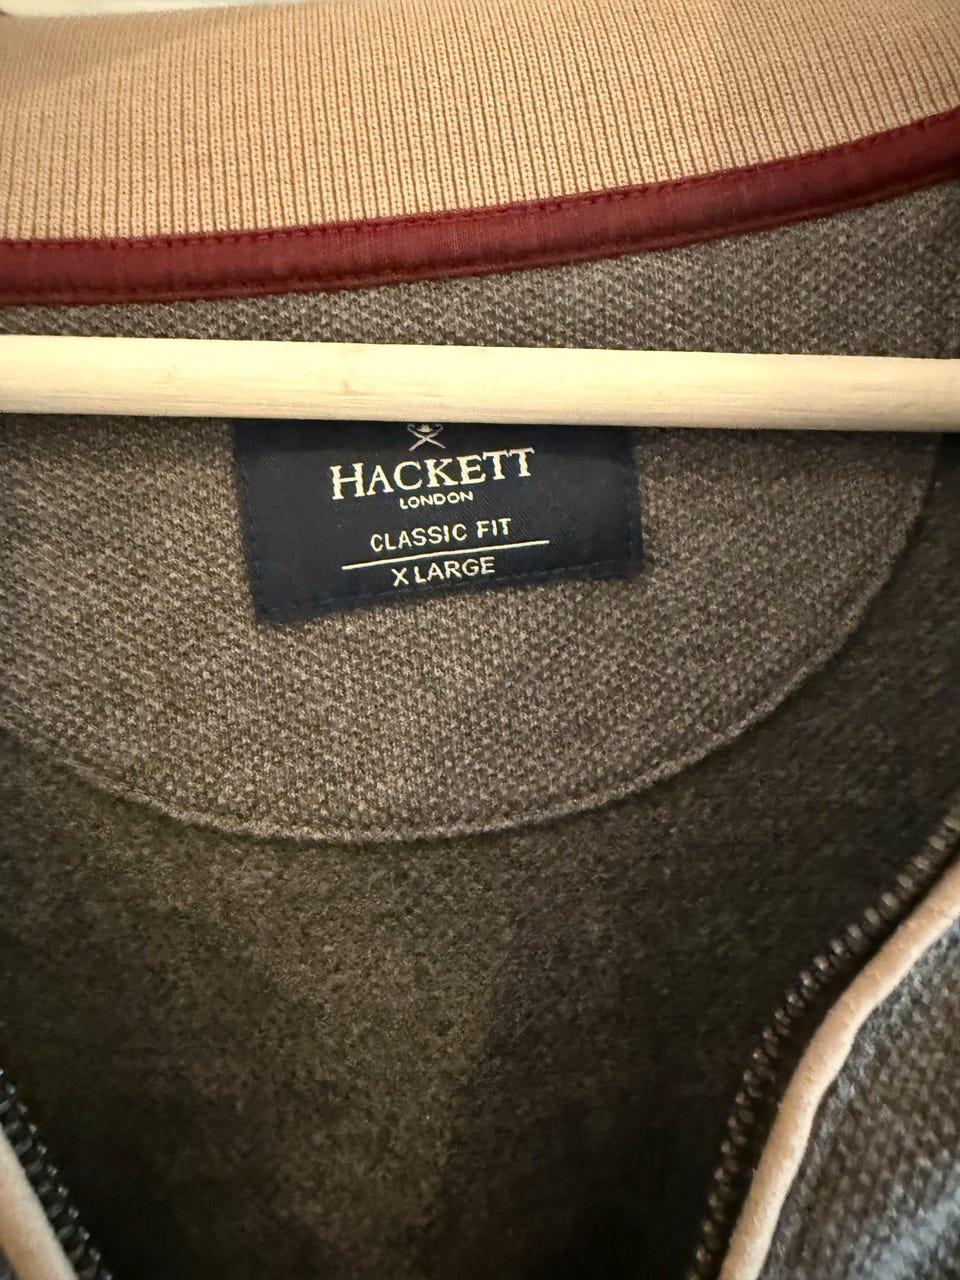 HACKETT
LONDON
CLASSIC FIT
X LARGE